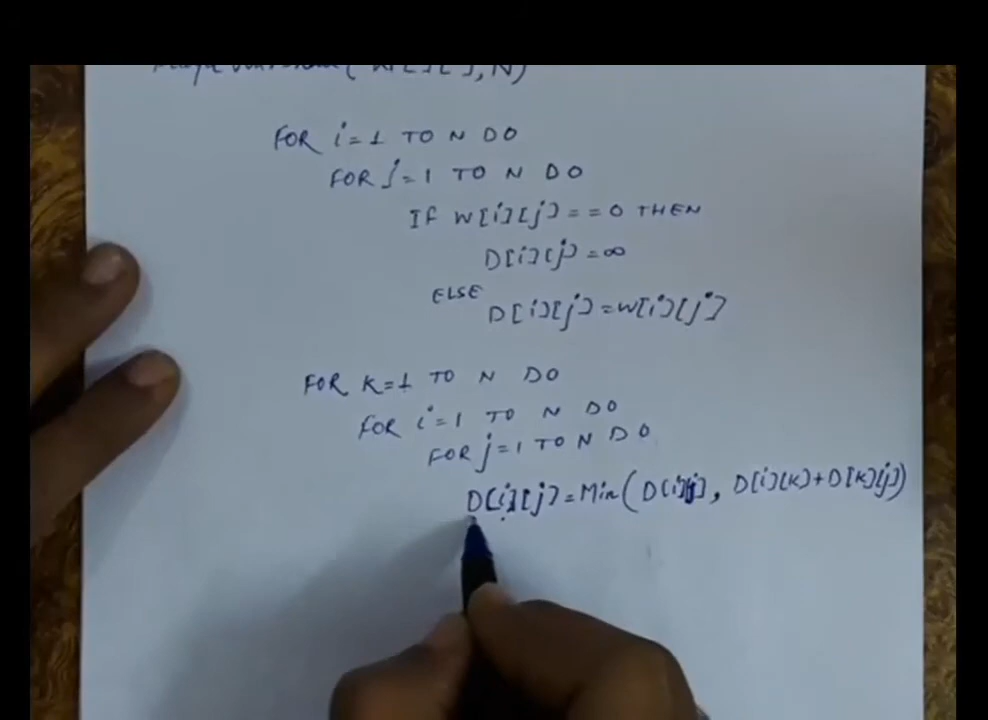 FOR i=1 TO N DO
FOR j=1 TO N DO
If W[i][j]==0 THEN
D[i][j]=∞
ELSE D[i][j]=W[i][j]
FOR K=1 TO N DO
FOR i=1 TO N DO
FOR j=1 TO N DO
D[i][j]=Min(D[i][j], D[i][K]+D[K][j])